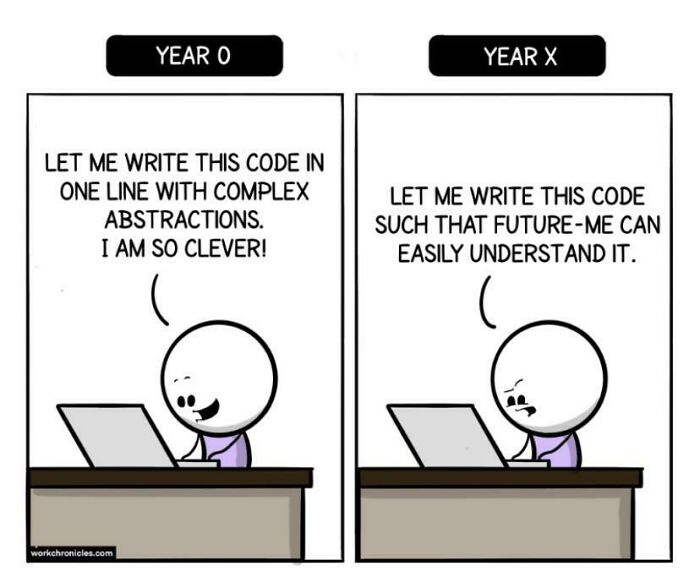 YEAR 0
LET ME WRITE THIS CODE IN
ONE LINE WITH COMPLEX
ABSTRACTIONS.
I AM SO CLEVER!
YEAR X
LET ME WRITE THIS CODE
SUCH THAT FUTURE-ME CAN
EASILY UNDERSTAND IT.
workchronicles.com